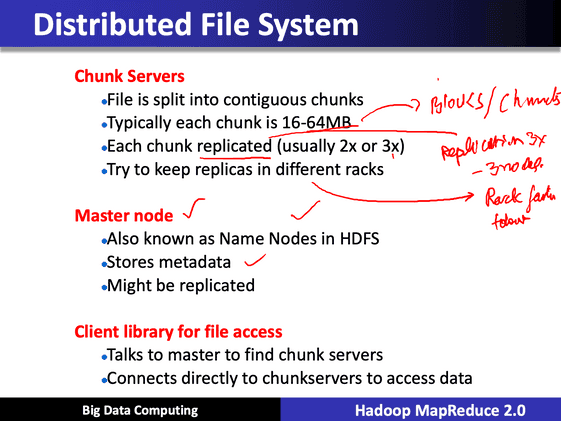 Distributed File System
Chunk Servers
•File is split into contiguous chunks
•Typically each chunk is 16-64MB
•Each chunk replicated (usually 2x or 3x)
•Try to keep replicas in different racks
Blocks/Chunks
Replication 3x
- 3 nodes.
Rack
Master node
•Also known as Name Nodes in HDFS
•Stores metadata
•Might be replicated
Client library for file access
•Talks to master to find chunk servers
•Connects directly to chunkservers to access data
Big Data Computing
Hadoop MapReduce 2.0